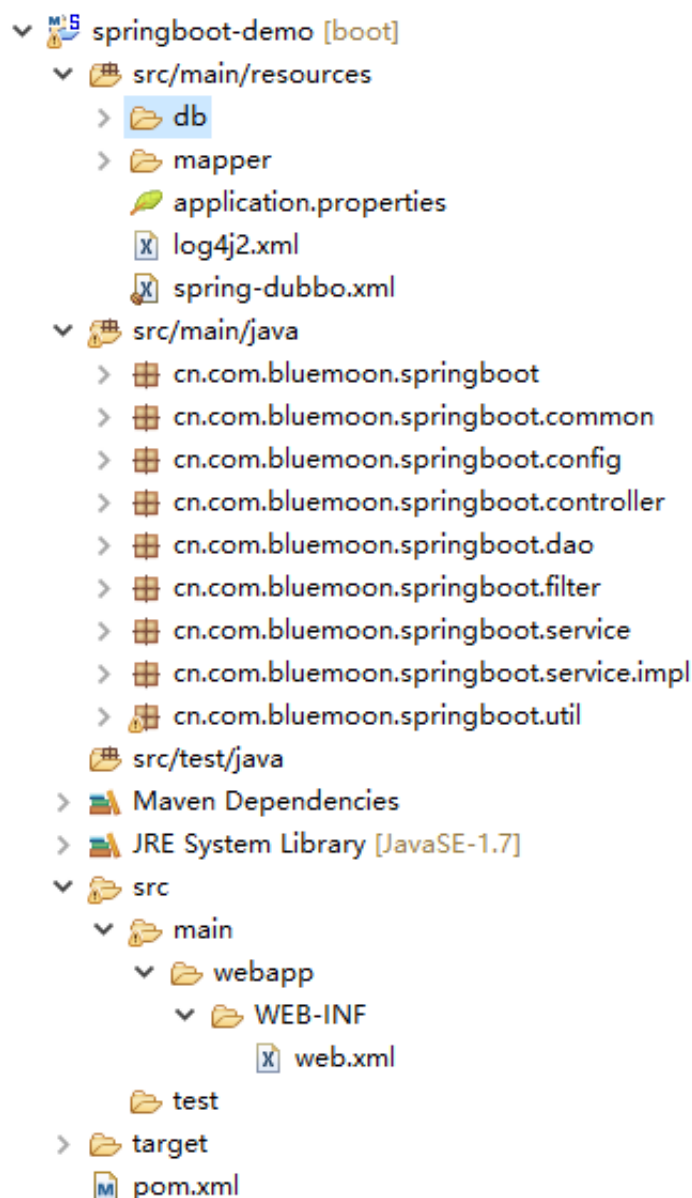 springboot-demo [boot]
src/main/resources
db
mapper
application.properties
log4j2.xml
spring-dubbo.xml
src/main/java
cn.com.bluemoon.springboot
cn.com.bluemoon.springboot.common
cn.com.bluemoon.springboot.config
cn.com.bluemoon.springboot.controller
cn.com.bluemoon.springboot.dao
cn.com.bluemoon.springboot.filter
cn.com.bluemoon.springboot.service
cn.com.bluemoon.springboot.service.impl
cn.com.bluemoon.springboot.util
src/test/java
Maven Dependencies
JRE System Library [JavaSE-1.7]
src
main
webapp
WEB-INF
web.xml
test
target
pom.xml